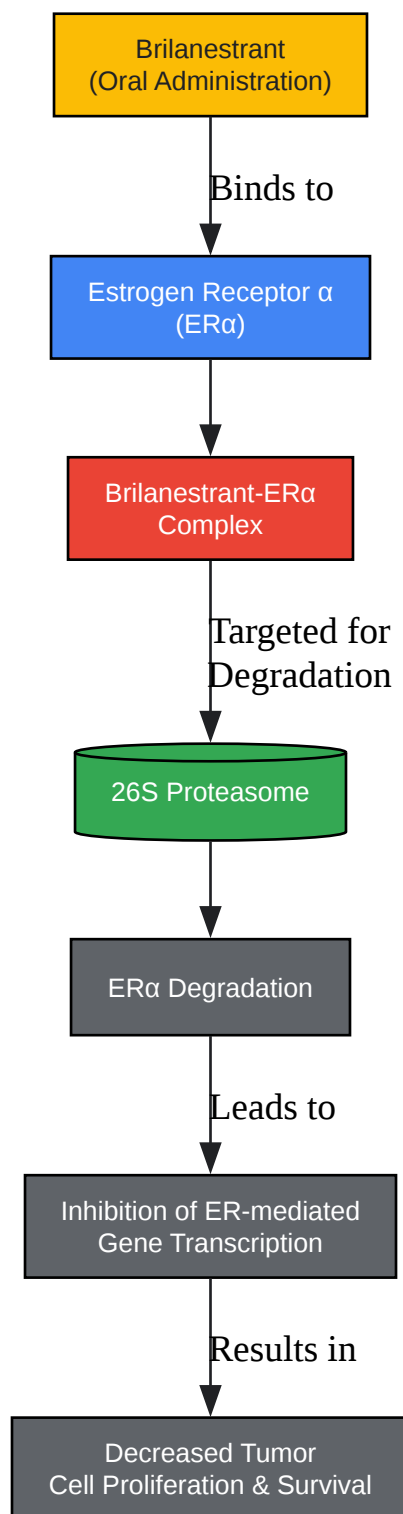 Brilanestrant
(Oral Administration)
Binds to
Estrogen Receptor α
(ERα)
Brilanestrant-ERα
Complex
Targeted for
Degradation
26S Proteasome
ERα Degradation
Leads to
Inhibition of ER-mediated
Gene Transcription
Results in
Decreased Tumor
Cell Proliferation & Survival